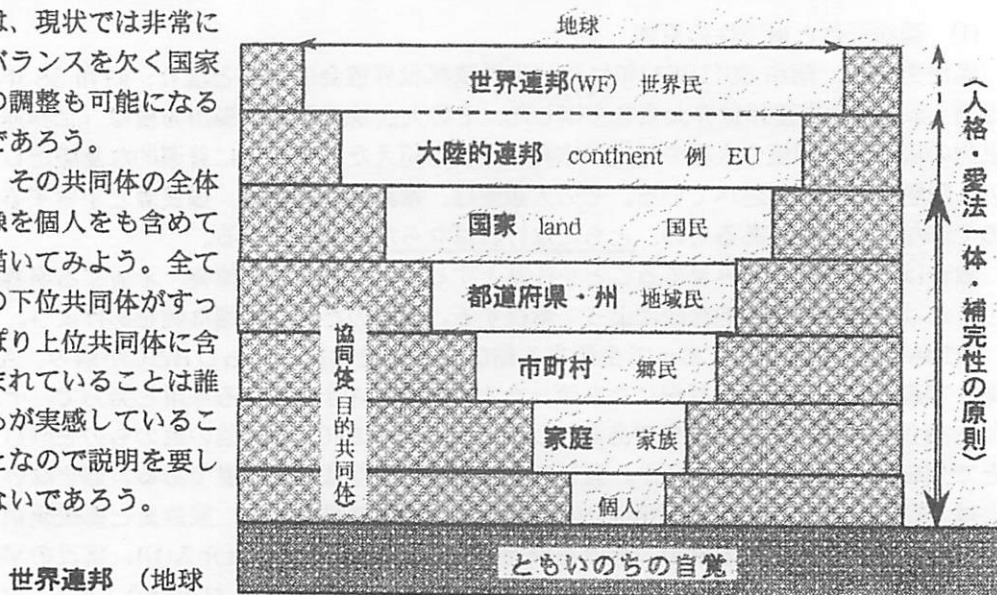 は、現状では非常に
バランスを欠く国家
の調整も可能になる
であろう。
その共同体の全体
像を個人をも含めて
描いてみよう。全て
の下位共同体がすっ
ぽり上位共同体に含
まれていることは誰
もが実感しているこ
となので説明を要し
ないであろう。
世界連邦 (地球
地球
世界連邦(WF) 世界民
大陸的連邦 continent 例 EU
国家 land 国民
都道府県・州 地域民
市町村 郷民
家庭 家族
個人
協同体(目的共同体)
ともいのちの自覚
〈人格・愛法一体・補完性の原則〉